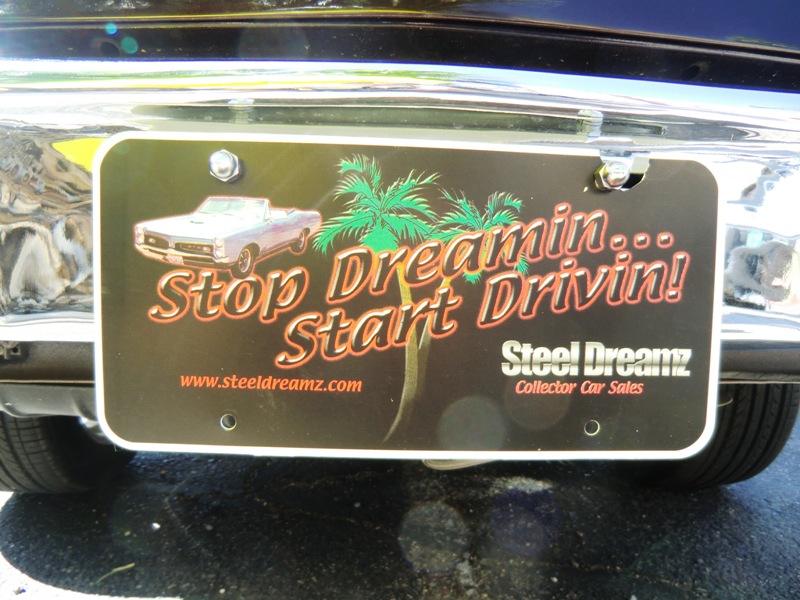 Stop Dreamin...
Start Drivin!
Steel Dreamz
www.steeldreamz.com
Collector Car Sales